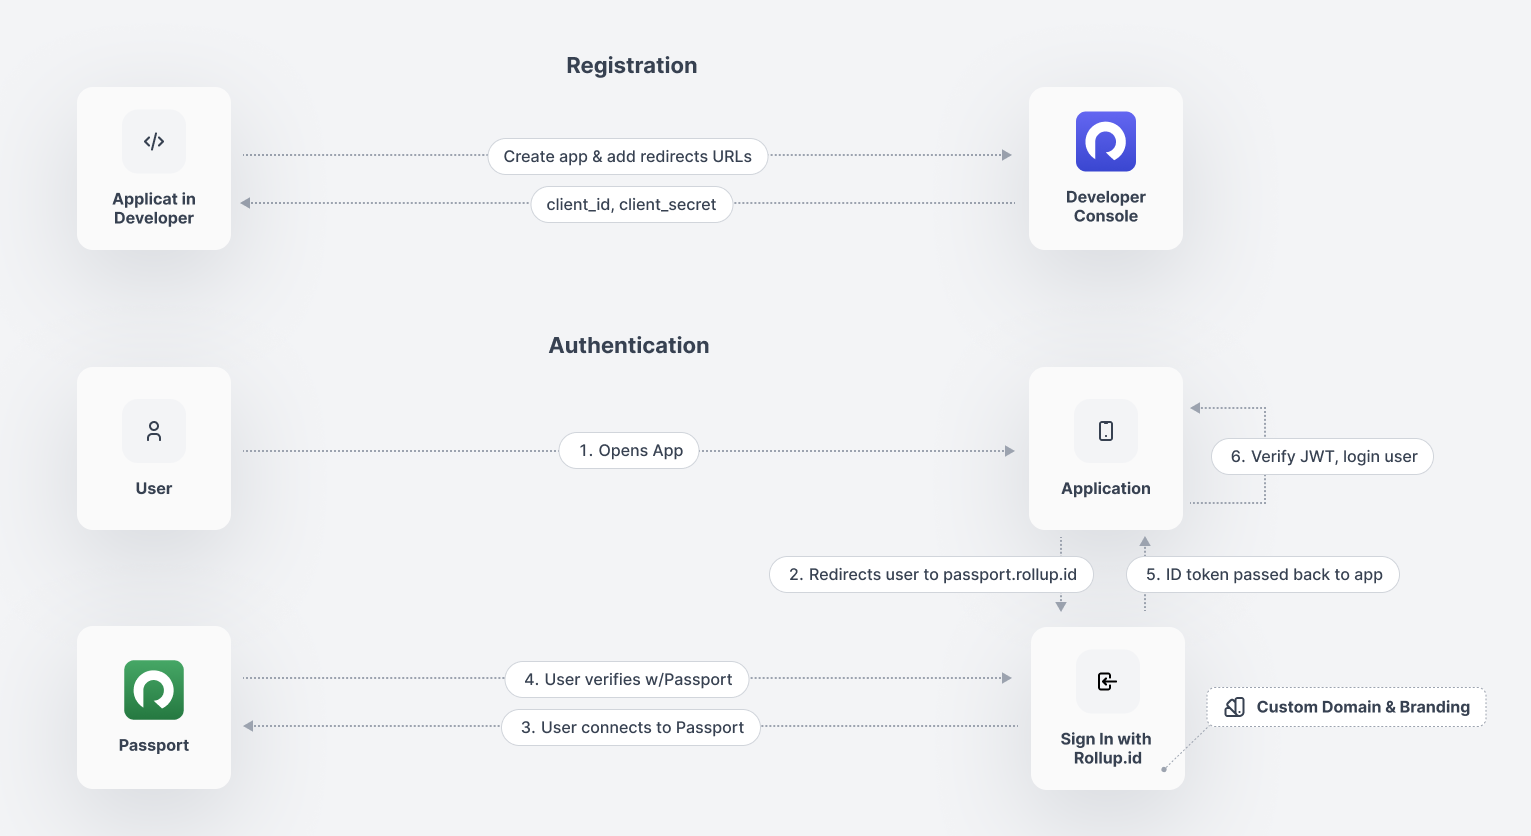 Registration
Applicat in
Developer
Create app & add redirects URLs
client_id, client_secret
Developer
Console
Authentication
User
1. Opens App
Application
6. Verify JWT, login user
2. Redirects user to passport.rollup.id
5. ID token passed back to app
Passport
4. User verifies w/Passport
3. User connects to Passport
Sign In with
Rollup.id
Custom Domain & Branding